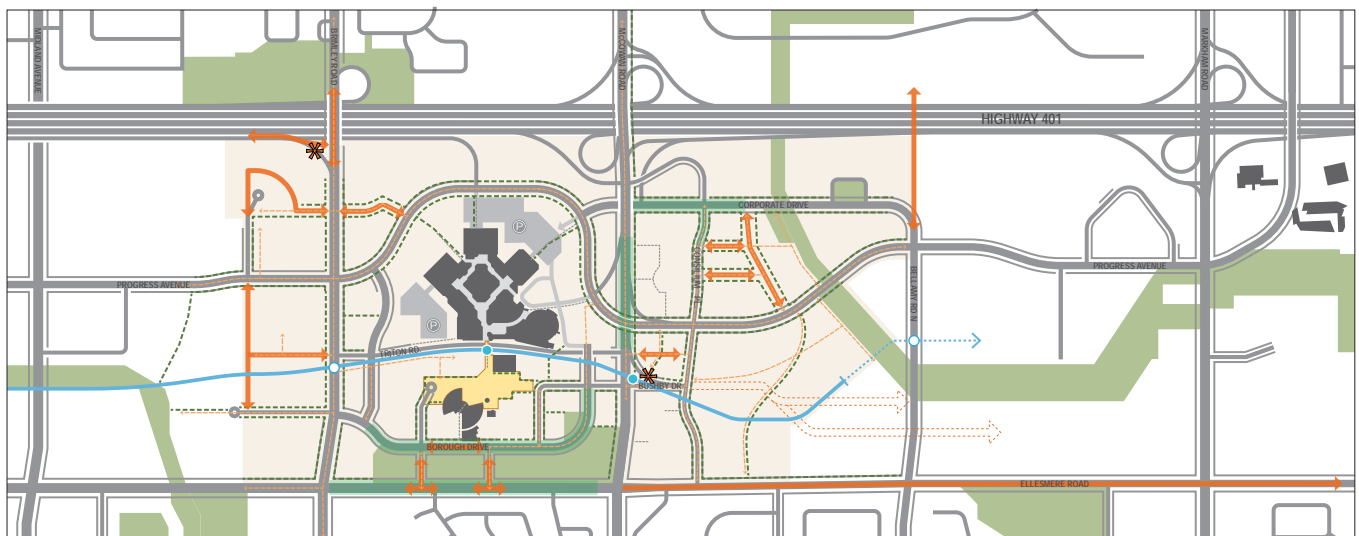 MIDLAND AVENUE
BRIMLEY ROAD
McCOWAN ROAD
MARKHAM ROAD
HIGHWAY 401
P
CORPORATE DRIVE
PROGRESS AVENUE
PROGRESS AVENUE
BELLAMY RD N
P
TRITON RD.
BUSHBY DR.
BOROUGH DRIVE
ELLESMERE ROAD